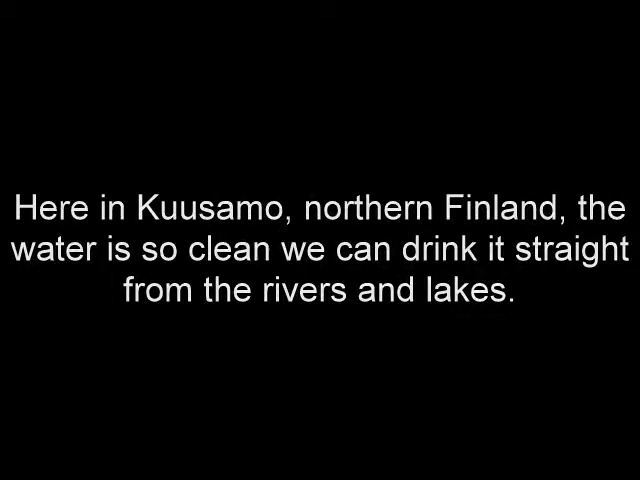 Here in Kuusamo, northern Finland, the
water is so clean we can drink it straight
from the rivers and lakes.